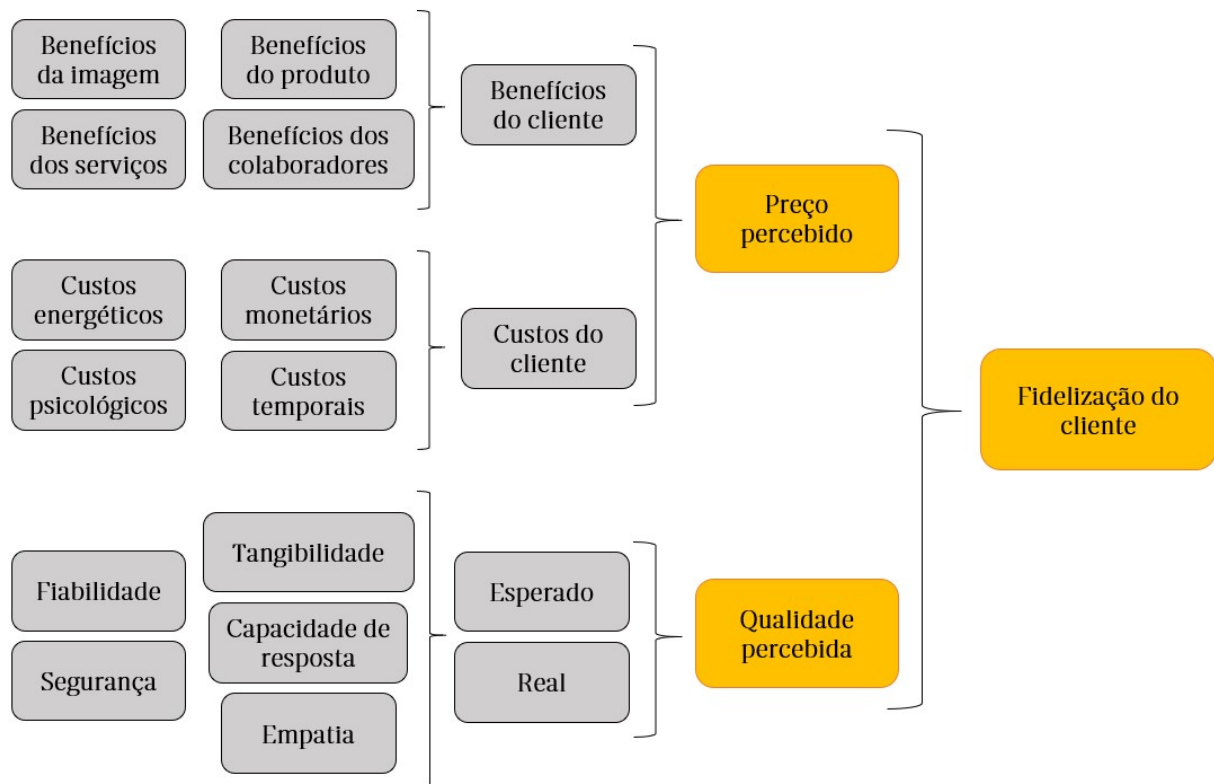 Benefícios
da imagem
Benefícios
do produto
Benefícios
dos serviços
Benefícios dos
colaboradores
Benefícios
do cliente
Preço
percebido
Custos
energéticos
Custos
monetários
Custos
psicológicos
Custos
temporais
Custos do
cliente
Fidelização do
cliente
Fiabilidade
Segurança
Tangibilidade
Capacidade de
resposta
Empatia
Esperado
Real
Qualidade
percebida